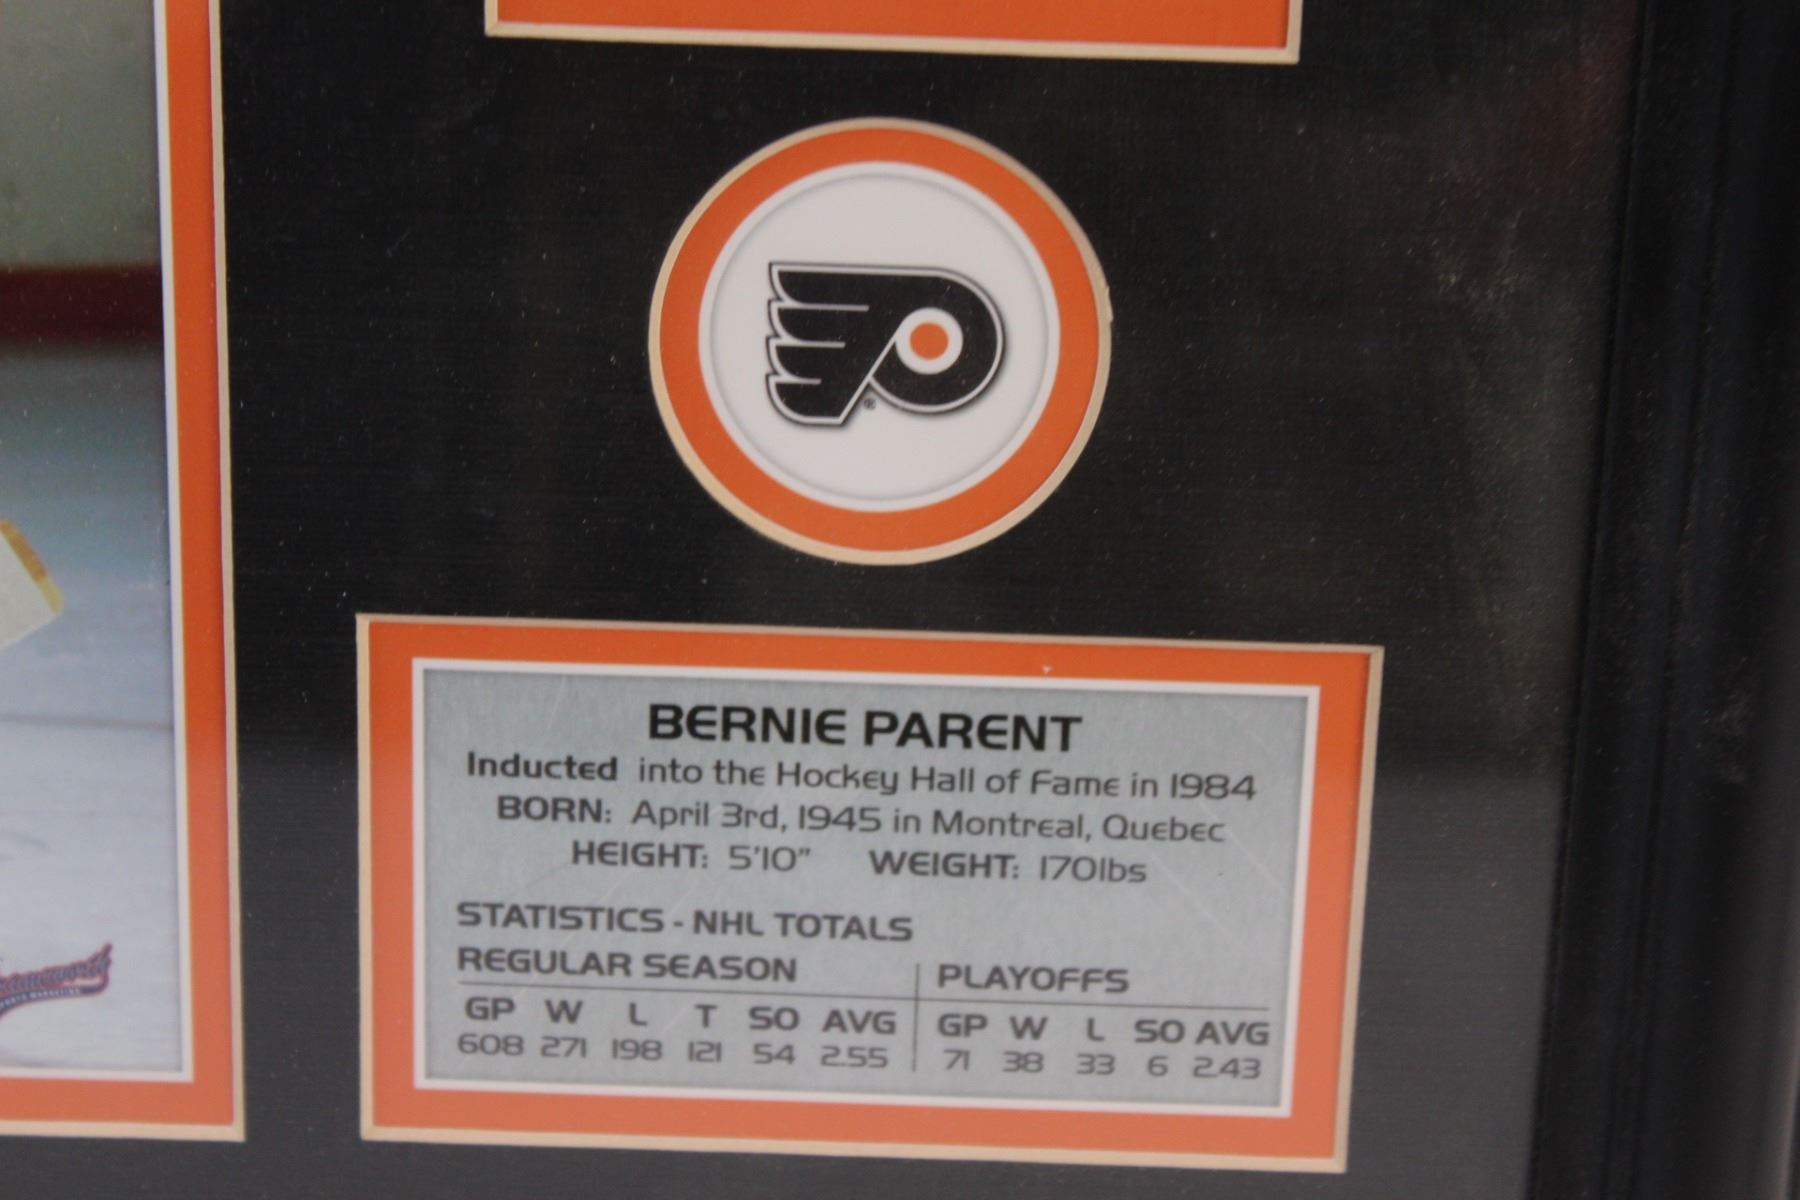 ®
BERNIE PARENT
Inducted into the Hockey Hall of Fame in 1984
BORN: April 3rd, 1945 in Montreal, Quebec
HEIGHT: 5'10" WEIGHT: 170lbs
STATISTICS - NHL TOTALS
REGULAR SEASON PLAYOFFS
GP W L T SO AVG GP W L SO AVG
608 271 198 121 54 2.55 71 38 33 6 2.43